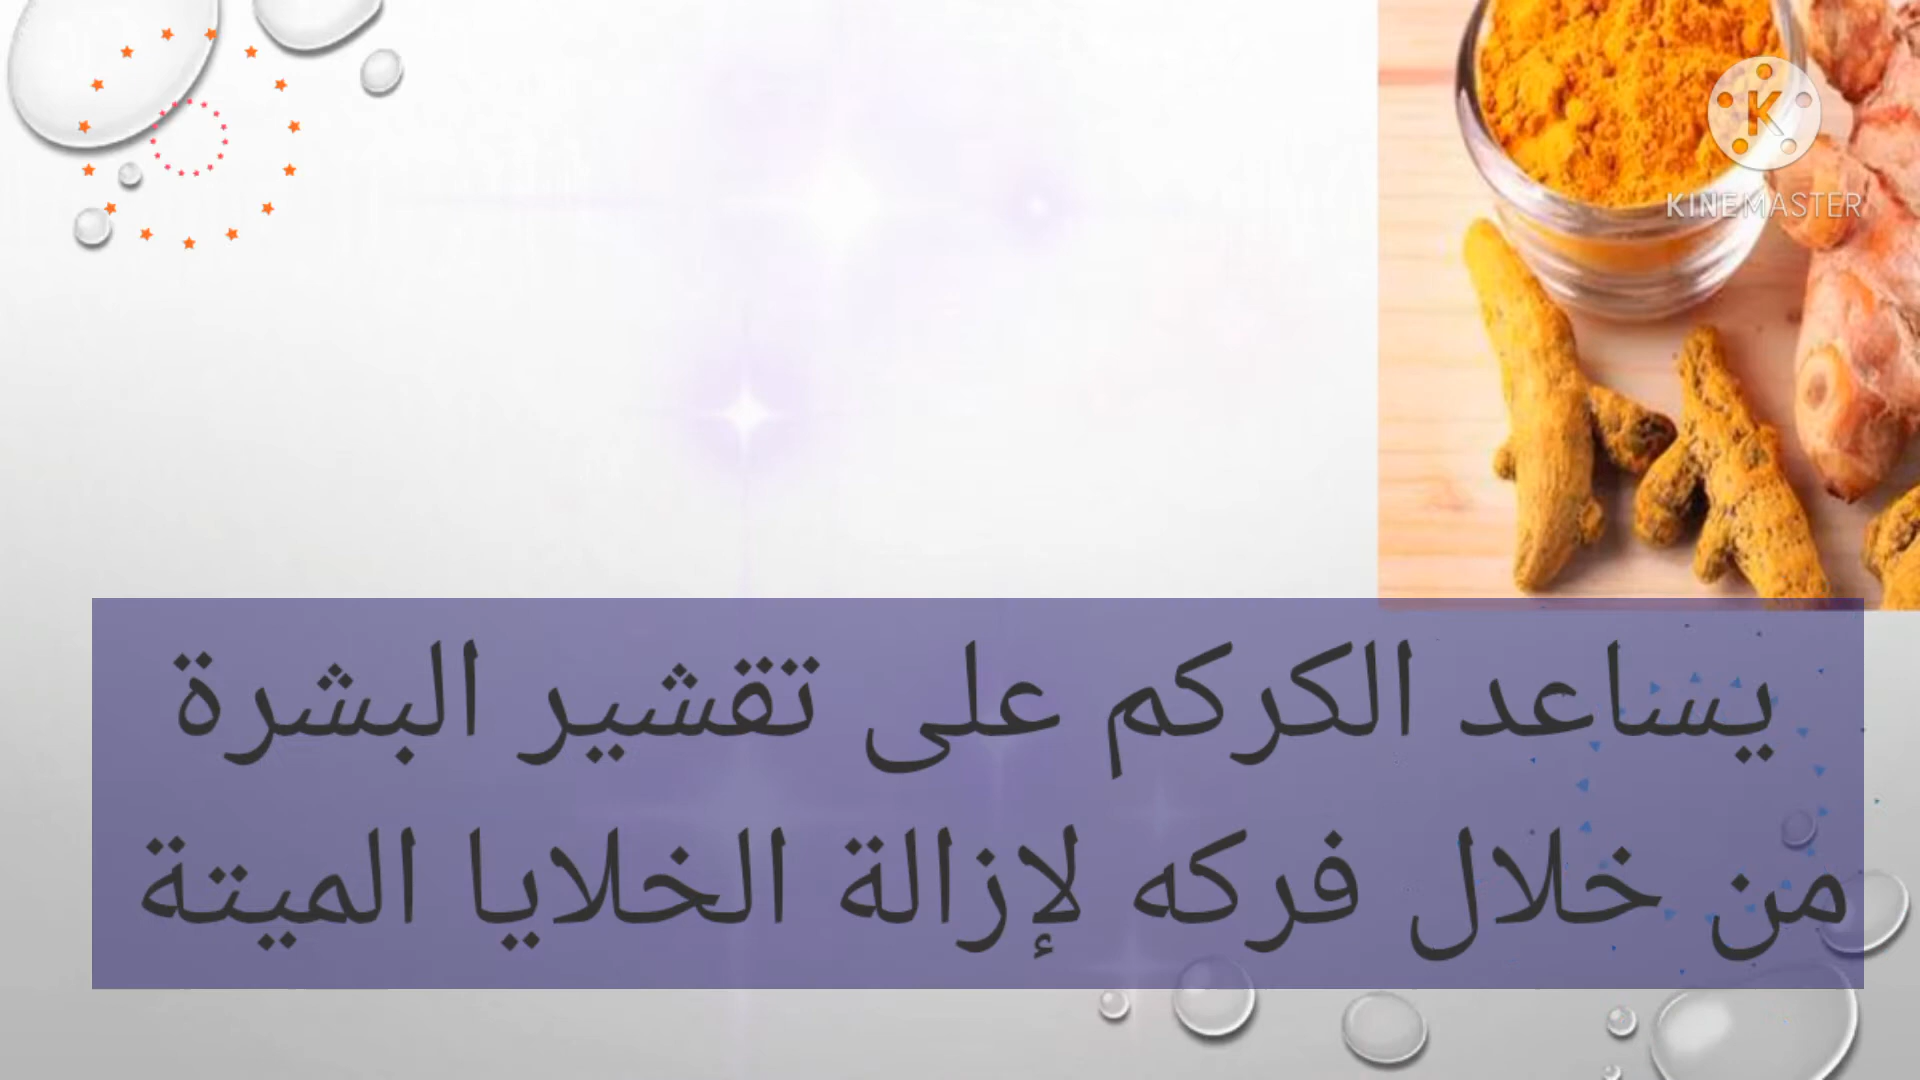 K
KINEMASTER
يساعد الكركم على تقشير البشرة
من خلال فركه لإزالة الخلايا الميتة